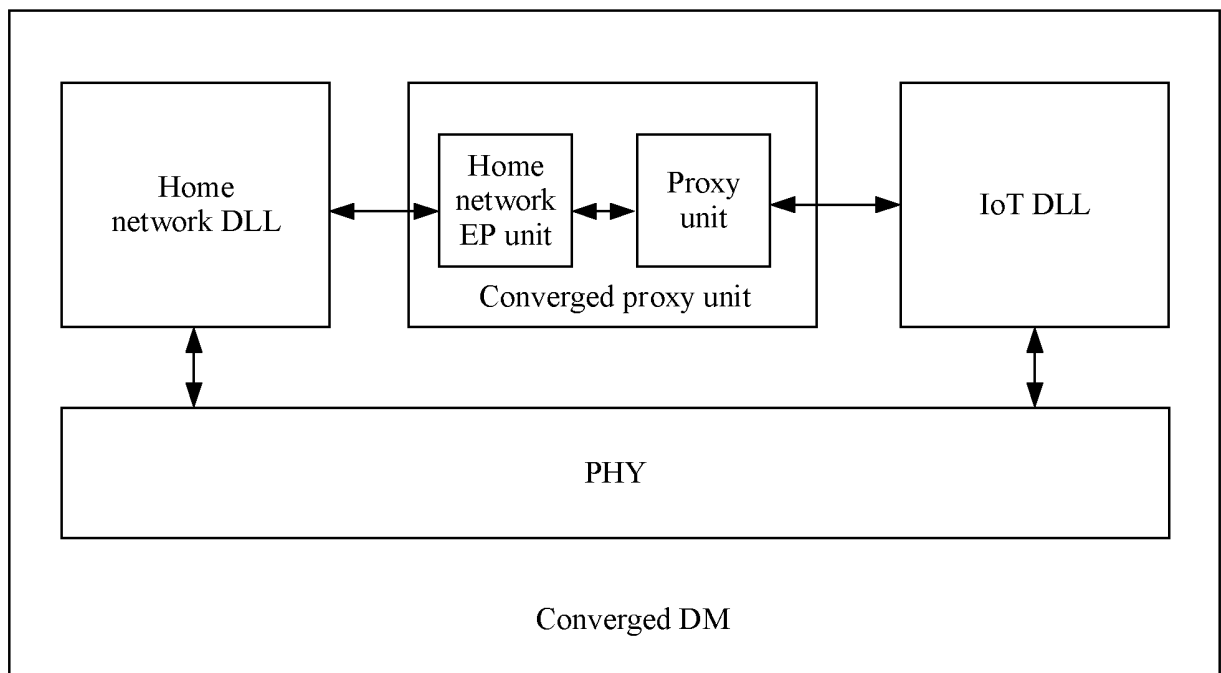 Home
network DLL
Home
network
EP unit
Proxy
unit
Converged proxy unit
IoT DLL
PHY
Converged DM